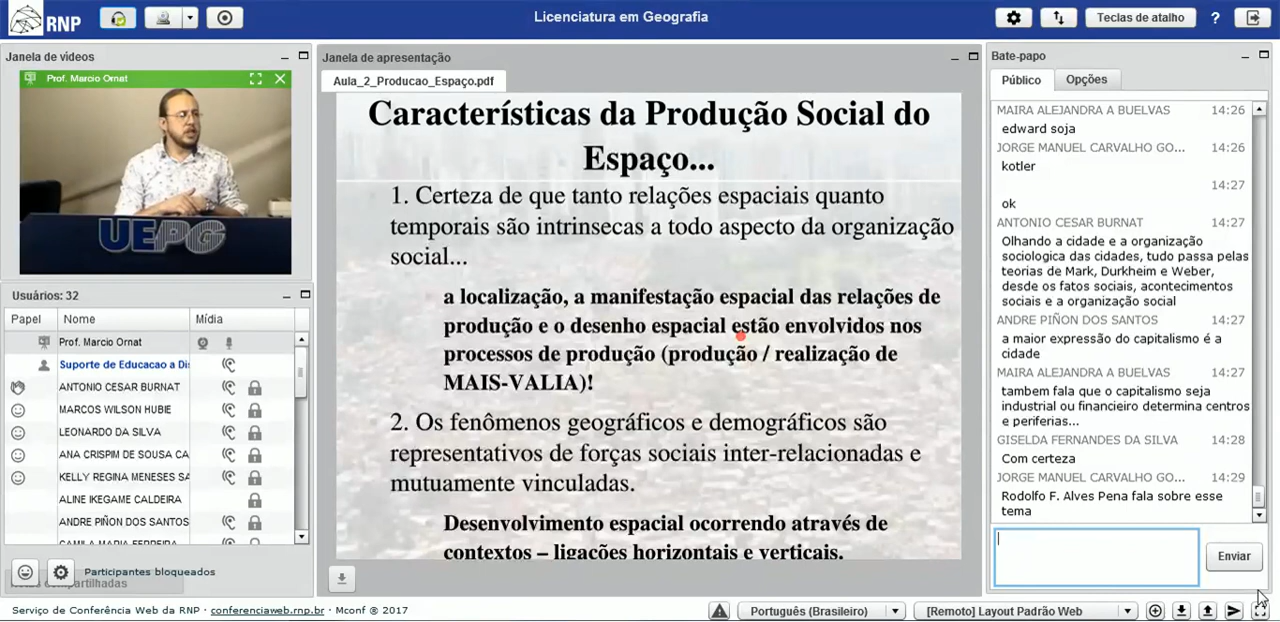 RNP
Licenciatura em Geografia
Teclas de atalho
?
Janela de vídeos
Prof. Marcio Ornat
UEPG
Usuários: 32
Papel Nome Mídia
Prof. Marcio Ornat
Suporte de Educacao a Di
ANTONIO CESAR BURNAT
MARCOS WILSON HUBIE
LEONARDO DA SILVA
ANA CRISPIM DE SOUSA CA
KELLY REGINA MENESES SA
ALINE IKEGAME CALDEIRA
ANDRE PIÑON DOS SANTOS
CAMILA MARIA FERREIRA
Participantes bloqueados
Notas compartilhadas
Janela de apresentação
Aula_2_Producao_Espaço.pdf
Características da Produção Social do
Espaço...
1. Certeza de que tanto relações espaciais quanto
temporais são intrinsecas a todo aspecto da organização
social...
a localização, a manifestação espacial das relações de
produção e o desenho espacial estão envolvidos nos
processos de produção (produção / realização de
MAIS-VALIA)!
2. Os fenômenos geográficos e demográficos são
representativos de forças sociais inter-relacionadas e
mutuamente vinculadas.
Desenvolvimento espacial ocorrendo através de
contextos – ligações horizontais e verticais.
Bate-papo
Público Opções
MAIRA ALEJANDRA A BUELVAS 14:26
edward soja
JORGE MANUEL CARVALHO GO... 14:26
kotler
14:27
ok
ANTONIO CESAR BURNAT 14:27
Olhando a cidade e a organização
sociologica das cidades, tudo passa pelas
teorias de Mark, Durkheim e Weber,
desde os fatos sociais, acontecimentos
sociais e a organização social
ANDRE PIÑON DOS SANTOS 14:27
a maior expressão do capitalismo é a
cidade
MAIRA ALEJANDRA A BUELVAS 14:27
tambem fala que o capitalismo seja
industrial ou financieiro determina centros
e periferias...
GISELDA FERNANDES DA SILVA 14:28
Com certeza
JORGE MANUEL CARVALHO GO... 14:29
Rodolfo F. Alves Pena fala sobre esse
tema
Enviar
Serviço de Conferência Web da RNP · conferenciaweb.rnp.br · Mconf ® 2017
Português (Brasileiro)
[Remoto] Layout Padrão Web